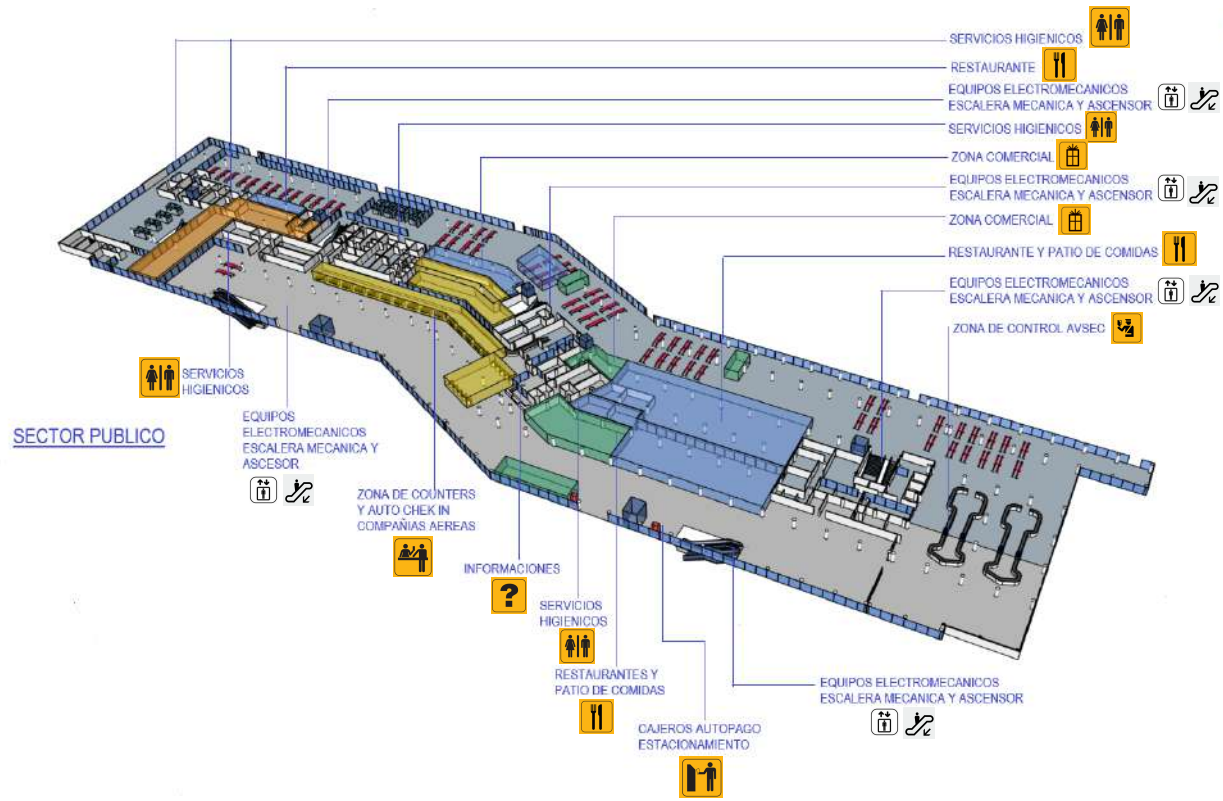 SERVICIOS HIGIENICOS
RESTAURANTE
EQUIPOS ELECTROMECANICOS
ESCALERA MECANICA Y ASCENSOR
SERVICIOS HIGIENICOS
ZONA COMERCIAL
EQUIPOS ELECTROMECANICOS
ESCALERA MECANICA Y ASCENSOR
ZONA COMERCIAL
RESTAURANTE Y PATIO DE COMIDAS
EQUIPOS ELECTROMECANICOS
ESCALERA MECANICA Y ASCENSOR
ZONA DE CONTROL AVSEC
SERVICIOS
HIGIENICOS
SECTOR PUBLICO
EQUIPOS
ELECTROMECANICOS
ESCALERA MECANICA Y
ASCESOR
ZONA DE COUNTERS
Y AUTO CHEK IN
COMPAÑIAS AEREAS
INFORMACIONES
?
SERVICIOS
HIGIENICOS
RESTAURANTES Y
PATIO DE COMIDAS
CAJEROS AUTOPAGO
ESTACIONAMIENTO
EQUIPOS ELECTROMECANICOS
ESCALERA MECANICA Y ASCENSOR